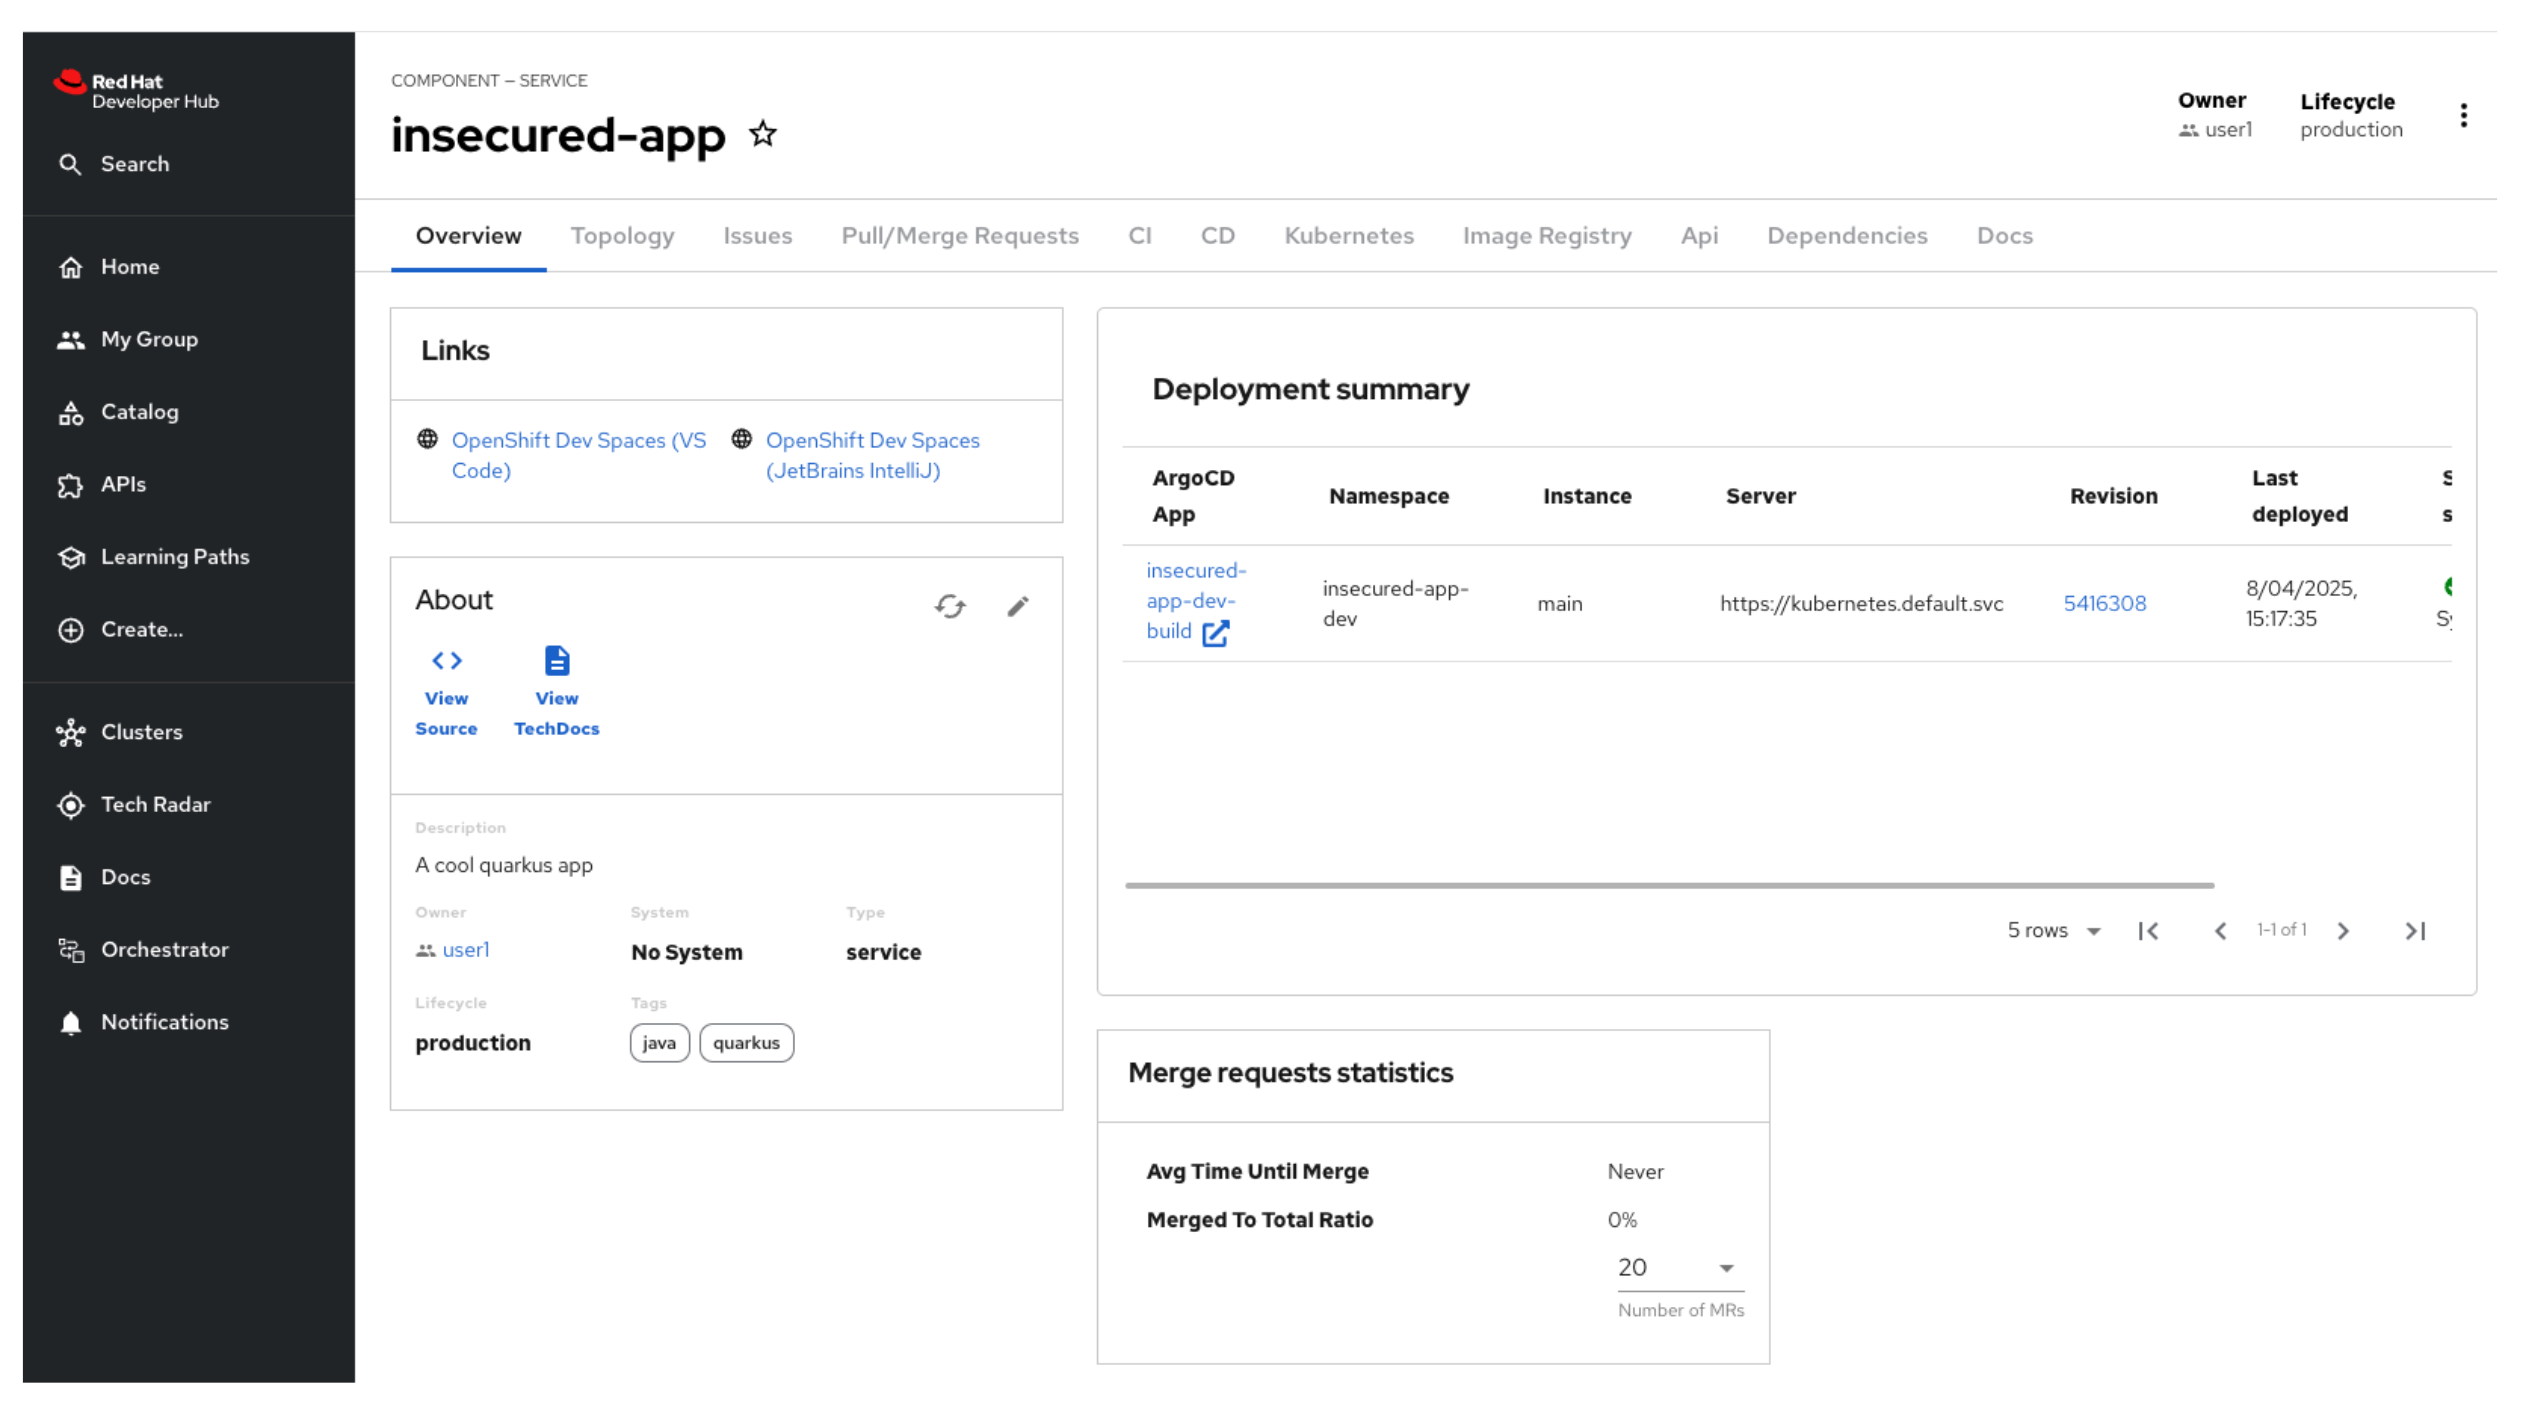 Red Hat
Developer Hub
Search
Home
My Group
Catalog
APIs
Learning Paths
Create...
Clusters
Tech Radar
Docs
Orchestrator
Notifications
COMPONENT – SERVICE
insecured-app
Owner
user1
Lifecycle
production
Overview
Topology
Issues
Pull/Merge Requests
CI
CD
Kubernetes
Image Registry
Api
Dependencies
Docs
Links
OpenShift Dev Spaces (VS
Code)
OpenShift Dev Spaces
(JetBrains IntelliJ)
About
View
Source
View
TechDocs
Description
A cool quarkus app
Owner
user1
System
No System
Type
service
Lifecycle
production
Tags
java
quarkus
Deployment summary
ArgoCD
App
Namespace
Instance
Server
Revision
Last
deployed
insecured-
app-dev-
build
insecured-app-
dev
main
https://kubernetes.default.svc
5416308
8/04/2025,
15:17:35
5 rows
1-1 of 1
Merge requests statistics
Avg Time Until Merge
Never
Merged To Total Ratio
0%
20
Number of MRs